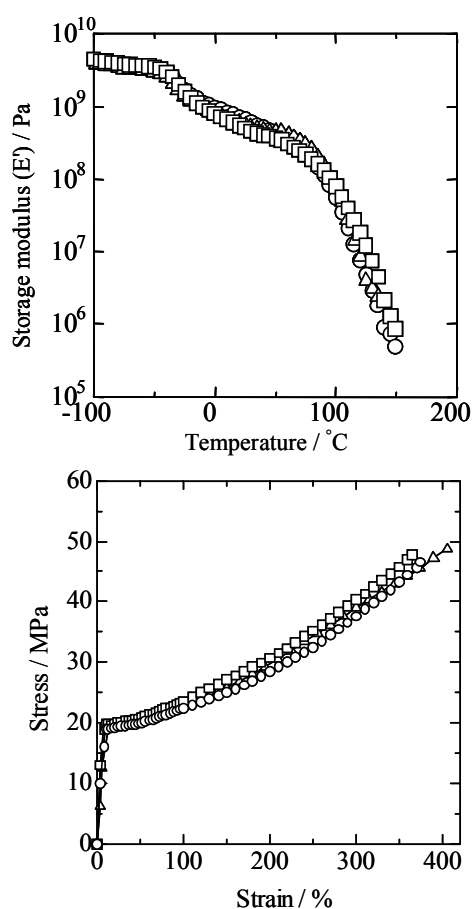 Storage modulus (E') / Pa
10^10
10^9
10^8
10^7
10^6
10^5
-100 0 100 200
Temperature / °C
Stress / MPa
60
50
40
30
20
10
0
0 100 200 300 400
Strain / %